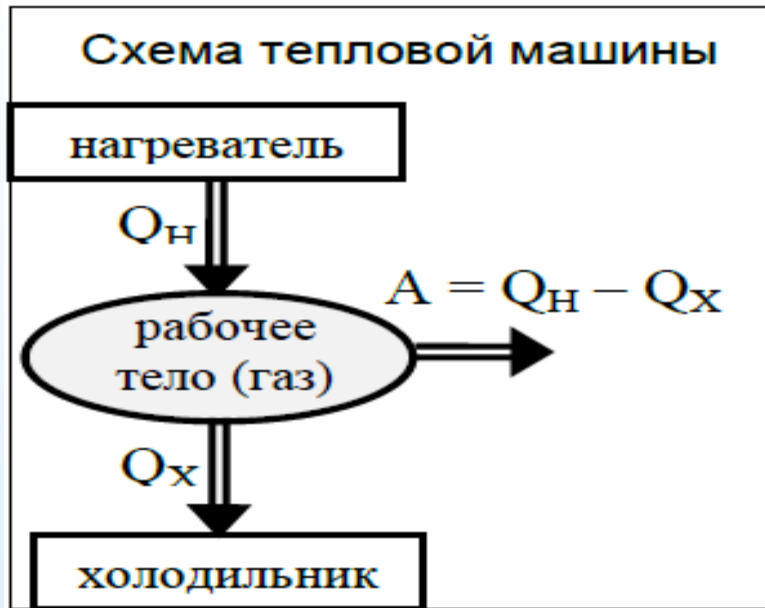 Схема тепловой машины
нагреватель
Qн
A = Qн – Qх
рабочее
тело (газ)
Qх
холодильник